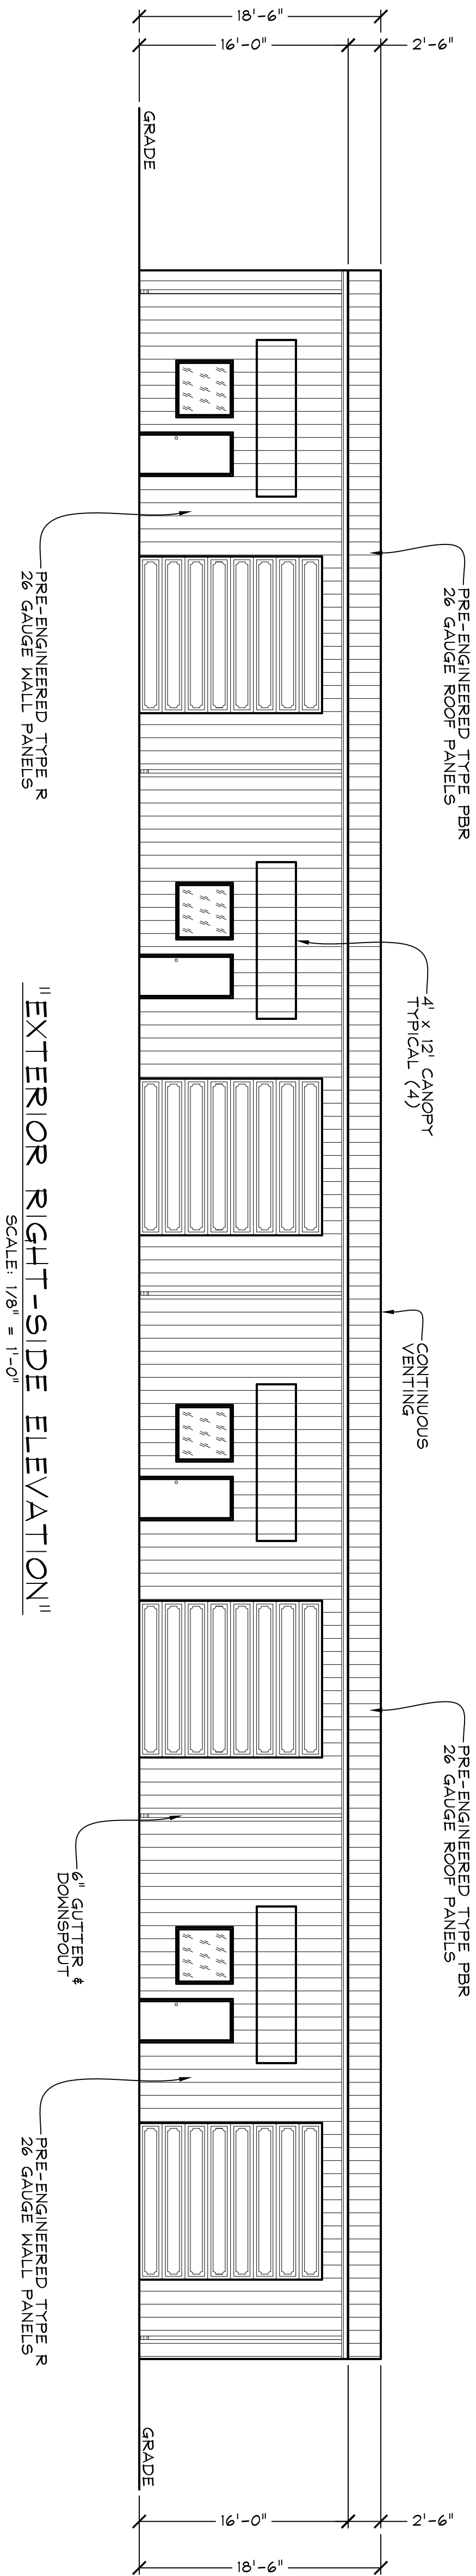 18'-6"
16'-0"
2'-6"
GRADE
PRE-ENGINEERED TYPE PBR
26 GAUGE ROOF PANELS
PRE-ENGINEERED TYPE R
26 GAUGE WALL PANELS
4' x 12' CANOPY
TYPICAL (4)
CONTINUOUS
VENTING
PRE-ENGINEERED TYPE PBR
26 GAUGE ROOF PANELS
6" GUTTER &
DOWNSPOUT
PRE-ENGINEERED TYPE R
26 GAUGE WALL PANELS
GRADE
2'-6"
16'-0"
18'-6"
"EXTERIOR RIGHT-SIDE ELEVATION"
SCALE: 1/8" = 1'-0"